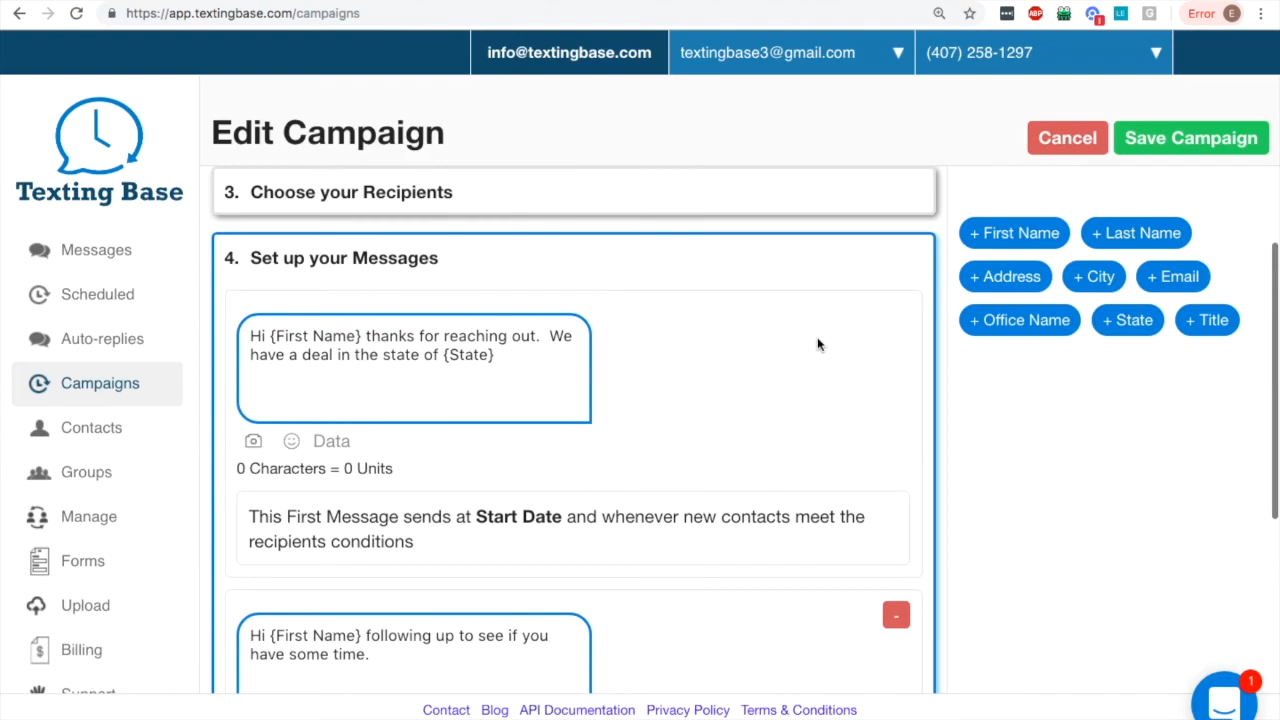 https://app.textingbase.com/campaigns
ABP
1
LE
G
Error
E
info@textingbase.com
textingbase3@gmail.com
(407) 258-1297
Texting Base
Edit Campaign
Cancel
Save Campaign
Messages
Scheduled
Auto-replies
Campaigns
Contacts
Groups
Manage
Forms
Upload
Billing
Support
3. Choose your Recipients
4. Set up your Messages
Hi {First Name} thanks for reaching out.  We
have a deal in the state of {State}
Data
0 Characters = 0 Units
This First Message sends at Start Date and whenever new contacts meet the
recipients conditions
-
Hi {First Name} following up to see if you
have some time.
+ First Name
+ Last Name
+ Address
+ City
+ Email
+ Office Name
+ State
+ Title
1
Contact
Blog
API Documentation
Privacy Policy
Terms & Conditions